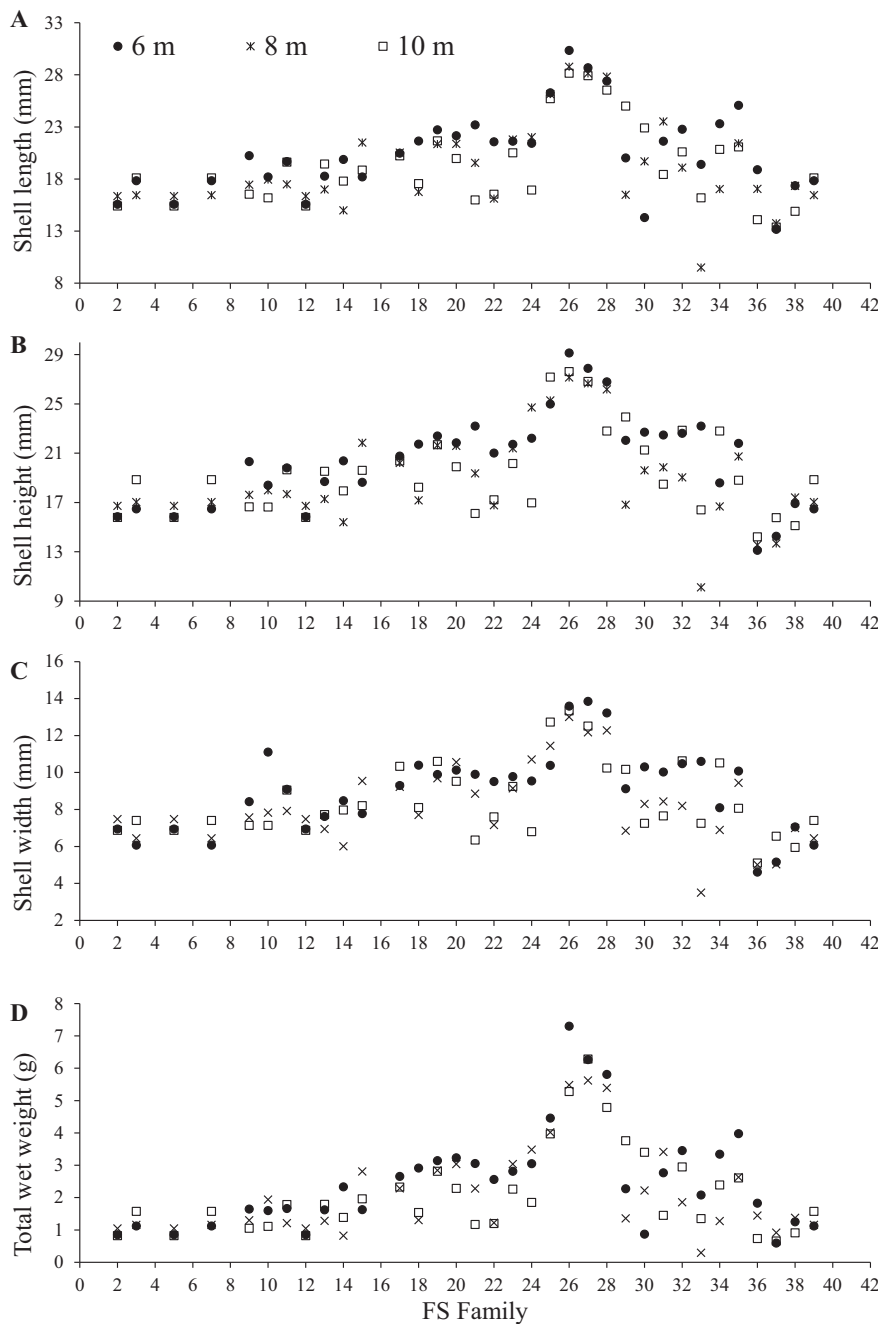 A
33
28
23
18
13
8
Shell length (mm)
6 m 8 m 10 m
0 2 4 6 8 10 12 14 16 18 20 22 24 26 28 30 32 34 36 38 40 42
B
29
25
21
17
13
9
Shell height (mm)
0 2 4 6 8 10 12 14 16 18 20 22 24 26 28 30 32 34 36 38 40 42
C
16
14
12
10
8
6
4
2
Shell width (mm)
0 2 4 6 8 10 12 14 16 18 20 22 24 26 28 30 32 34 36 38 40 42
D
8
7
6
5
4
3
2
1
0
Total wet weight (g)
0 2 4 6 8 10 12 14 16 18 20 22 24 26 28 30 32 34 36 38 40 42
FS Family